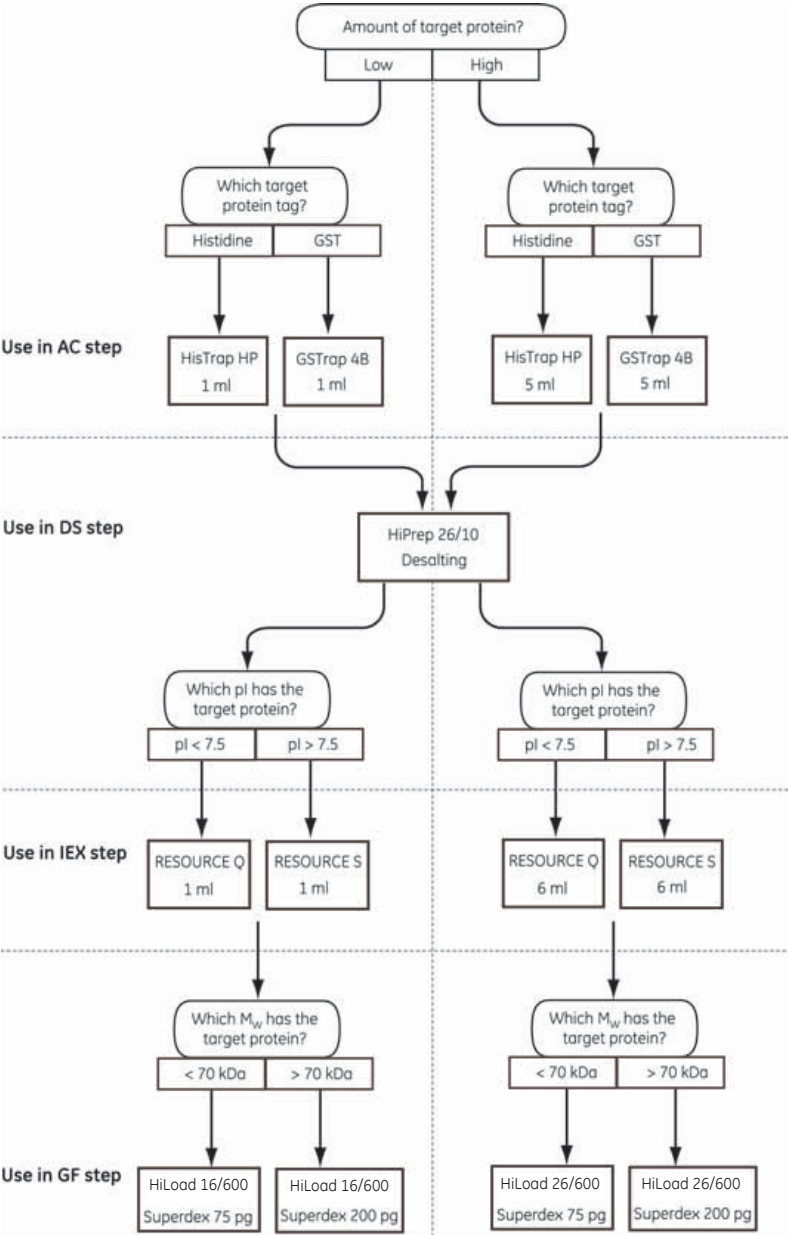 Amount of target protein?
Low
High
Which target
protein tag?
Histidine
GST
Which target
protein tag?
Histidine
GST
Use in AC step
HisTrap HP
1 ml
GSTrap 4B
1 ml
HisTrap HP
5 ml
GSTrap 4B
5 ml
Use in DS step
HiPrep 26/10
Desalting
Which pI has the
target protein?
pI < 7.5
pI > 7.5
Which pI has the
target protein?
pI < 7.5
pI > 7.5
Use in IEX step
RESOURCE Q
1 ml
RESOURCE S
1 ml
RESOURCE Q
6 ml
RESOURCE S
6 ml
Which Mw has the
target protein?
< 70 kDa
> 70 kDa
Which Mw has the
target protein?
< 70 kDa
> 70 kDa
Use in GF step
HiLoad 16/600
Superdex 75 pg
HiLoad 16/600
Superdex 200 pg
HiLoad 26/600
Superdex 75 pg
HiLoad 26/600
Superdex 200 pg